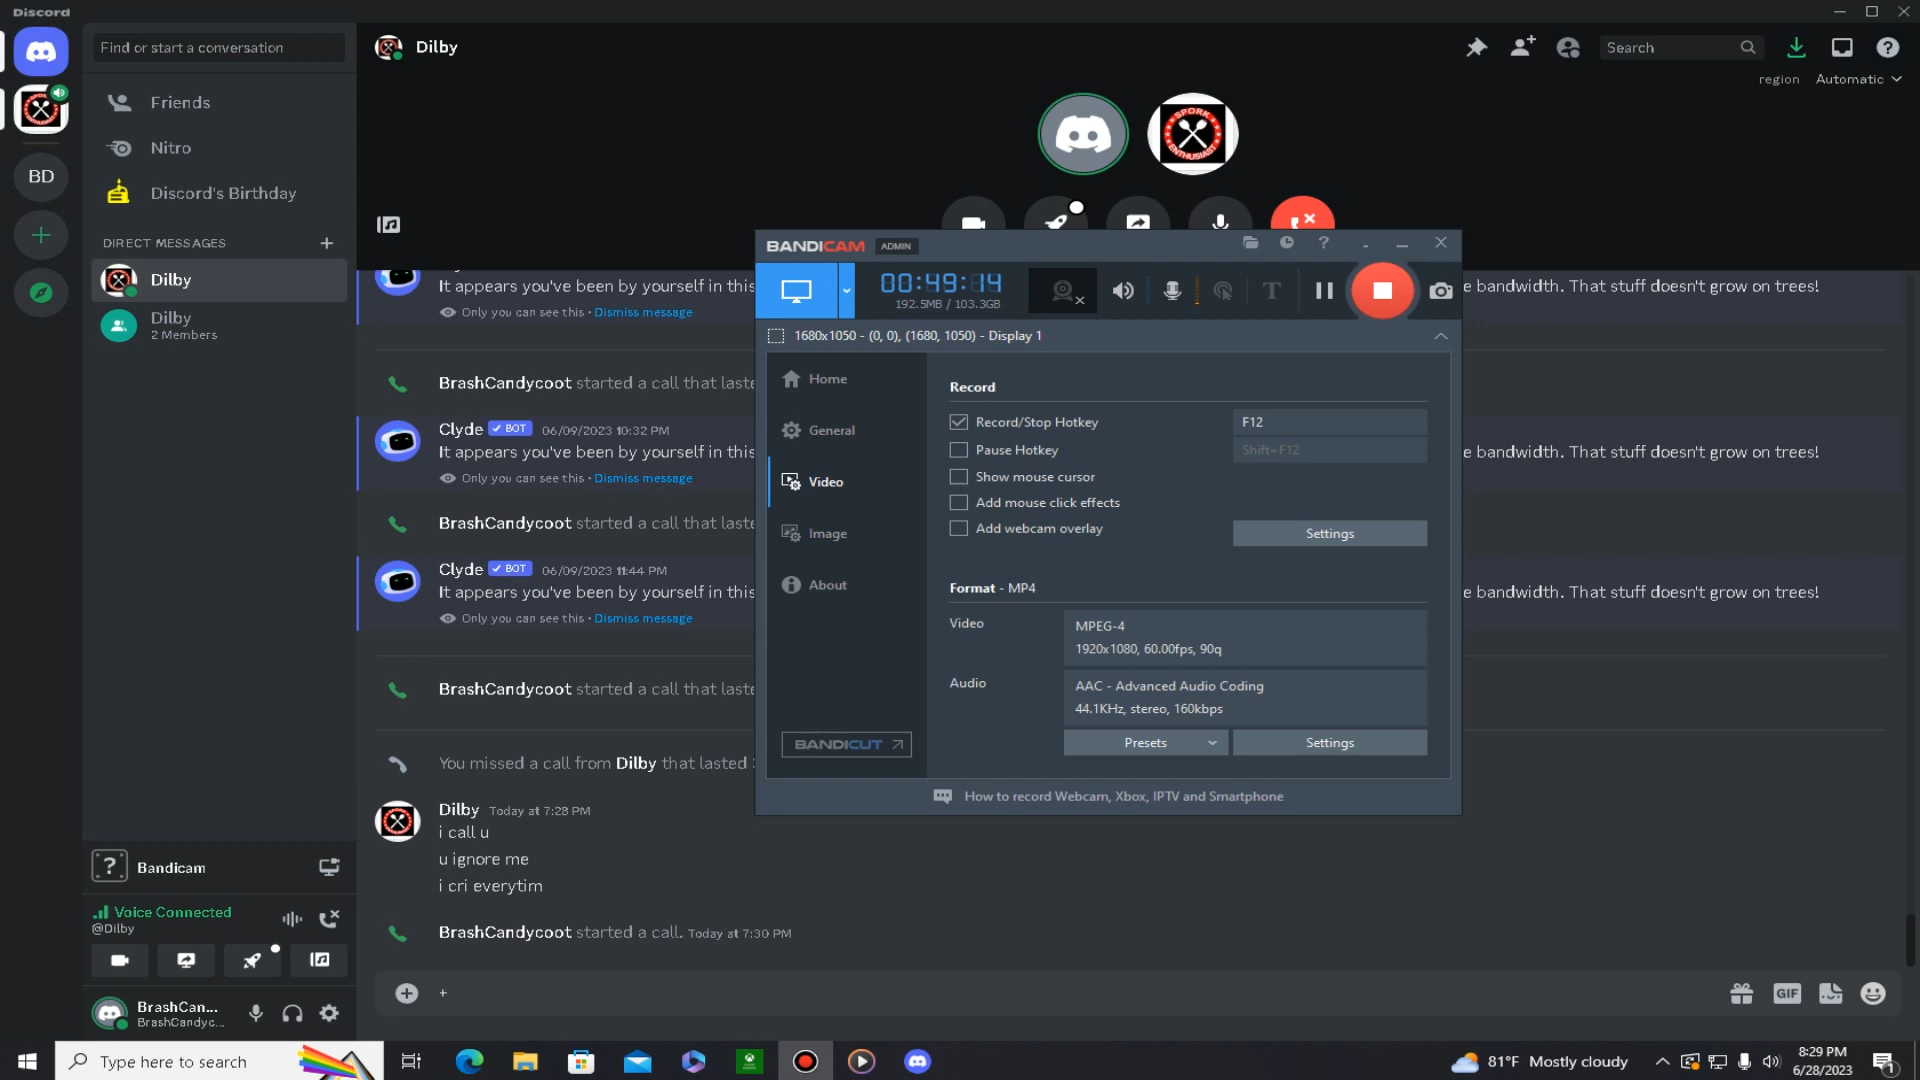 Discord
Find or start a conversation
Friends
Nitro
Discord's Birthday
DIRECT MESSAGES
Dilby
Dilby
2 Members
BD
Bandicam
Voice Connected
@Dilby
BrashCan...
BrashCandyc...
Dilby
Search
region Automatic
SPORK ENTHUSIAST
It appears you've been by yourself in this
e bandwidth. That stuff doesn't grow on trees!
Only you can see this • Dismiss message
BrashCandycoot started a call that laste
Clyde BOT 06/09/2023 10:32 PM
It appears you've been by yourself in this
e bandwidth. That stuff doesn't grow on trees!
Only you can see this • Dismiss message
BrashCandycoot started a call that laste
Clyde BOT 06/09/2023 11:44 PM
It appears you've been by yourself in this
e bandwidth. That stuff doesn't grow on trees!
Only you can see this • Dismiss message
BrashCandycoot started a call that laste
You missed a call from Dilby that lasted
Dilby Today at 7:28 PM
i call u
u ignore me
i cri everytim
BrashCandycoot started a call. Today at 7:30 PM
+
GIF
BANDICAM ADMIN
00:49:14
192.5MB / 103.3GB
1680x1050 - (0, 0), (1680, 1050) - Display 1
Home
General
Video
Image
About
BANDICUT
Record
Record/Stop Hotkey F12
Pause Hotkey Shift+F12
Show mouse cursor
Add mouse click effects
Add webcam overlay
Settings
Format - MP4
Video
MPEG-4
1920x1080, 60.00fps, 90q
Audio
AAC - Advanced Audio Coding
44.1KHz, stereo, 160kbps
Presets
Settings
How to record Webcam, Xbox, IPTV and Smartphone
Type here to search
81°F Mostly cloudy
8:29 PM
6/28/2023
1